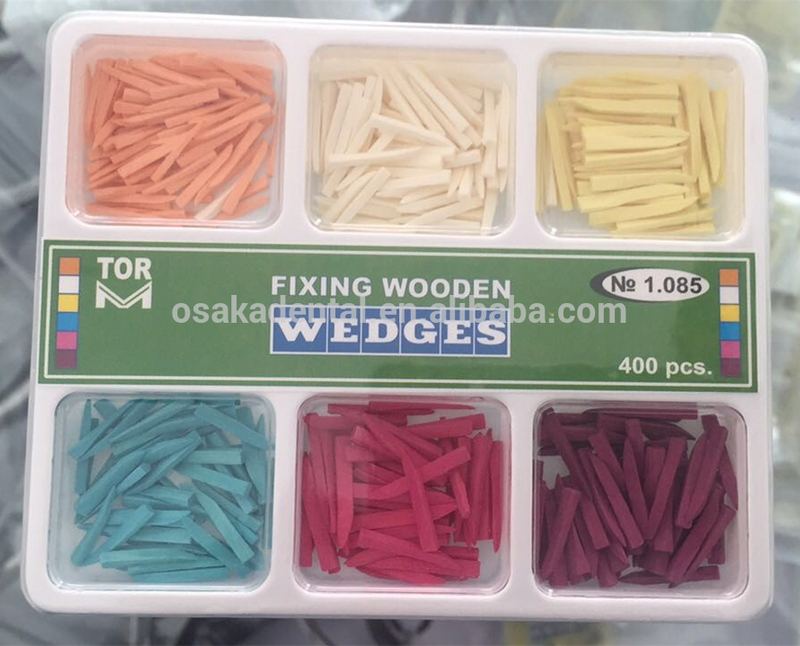 TOR
M
FIXING WOODEN
WEDGES
№ 1.085
400 pcs.
osakadental.en.alibaba.com